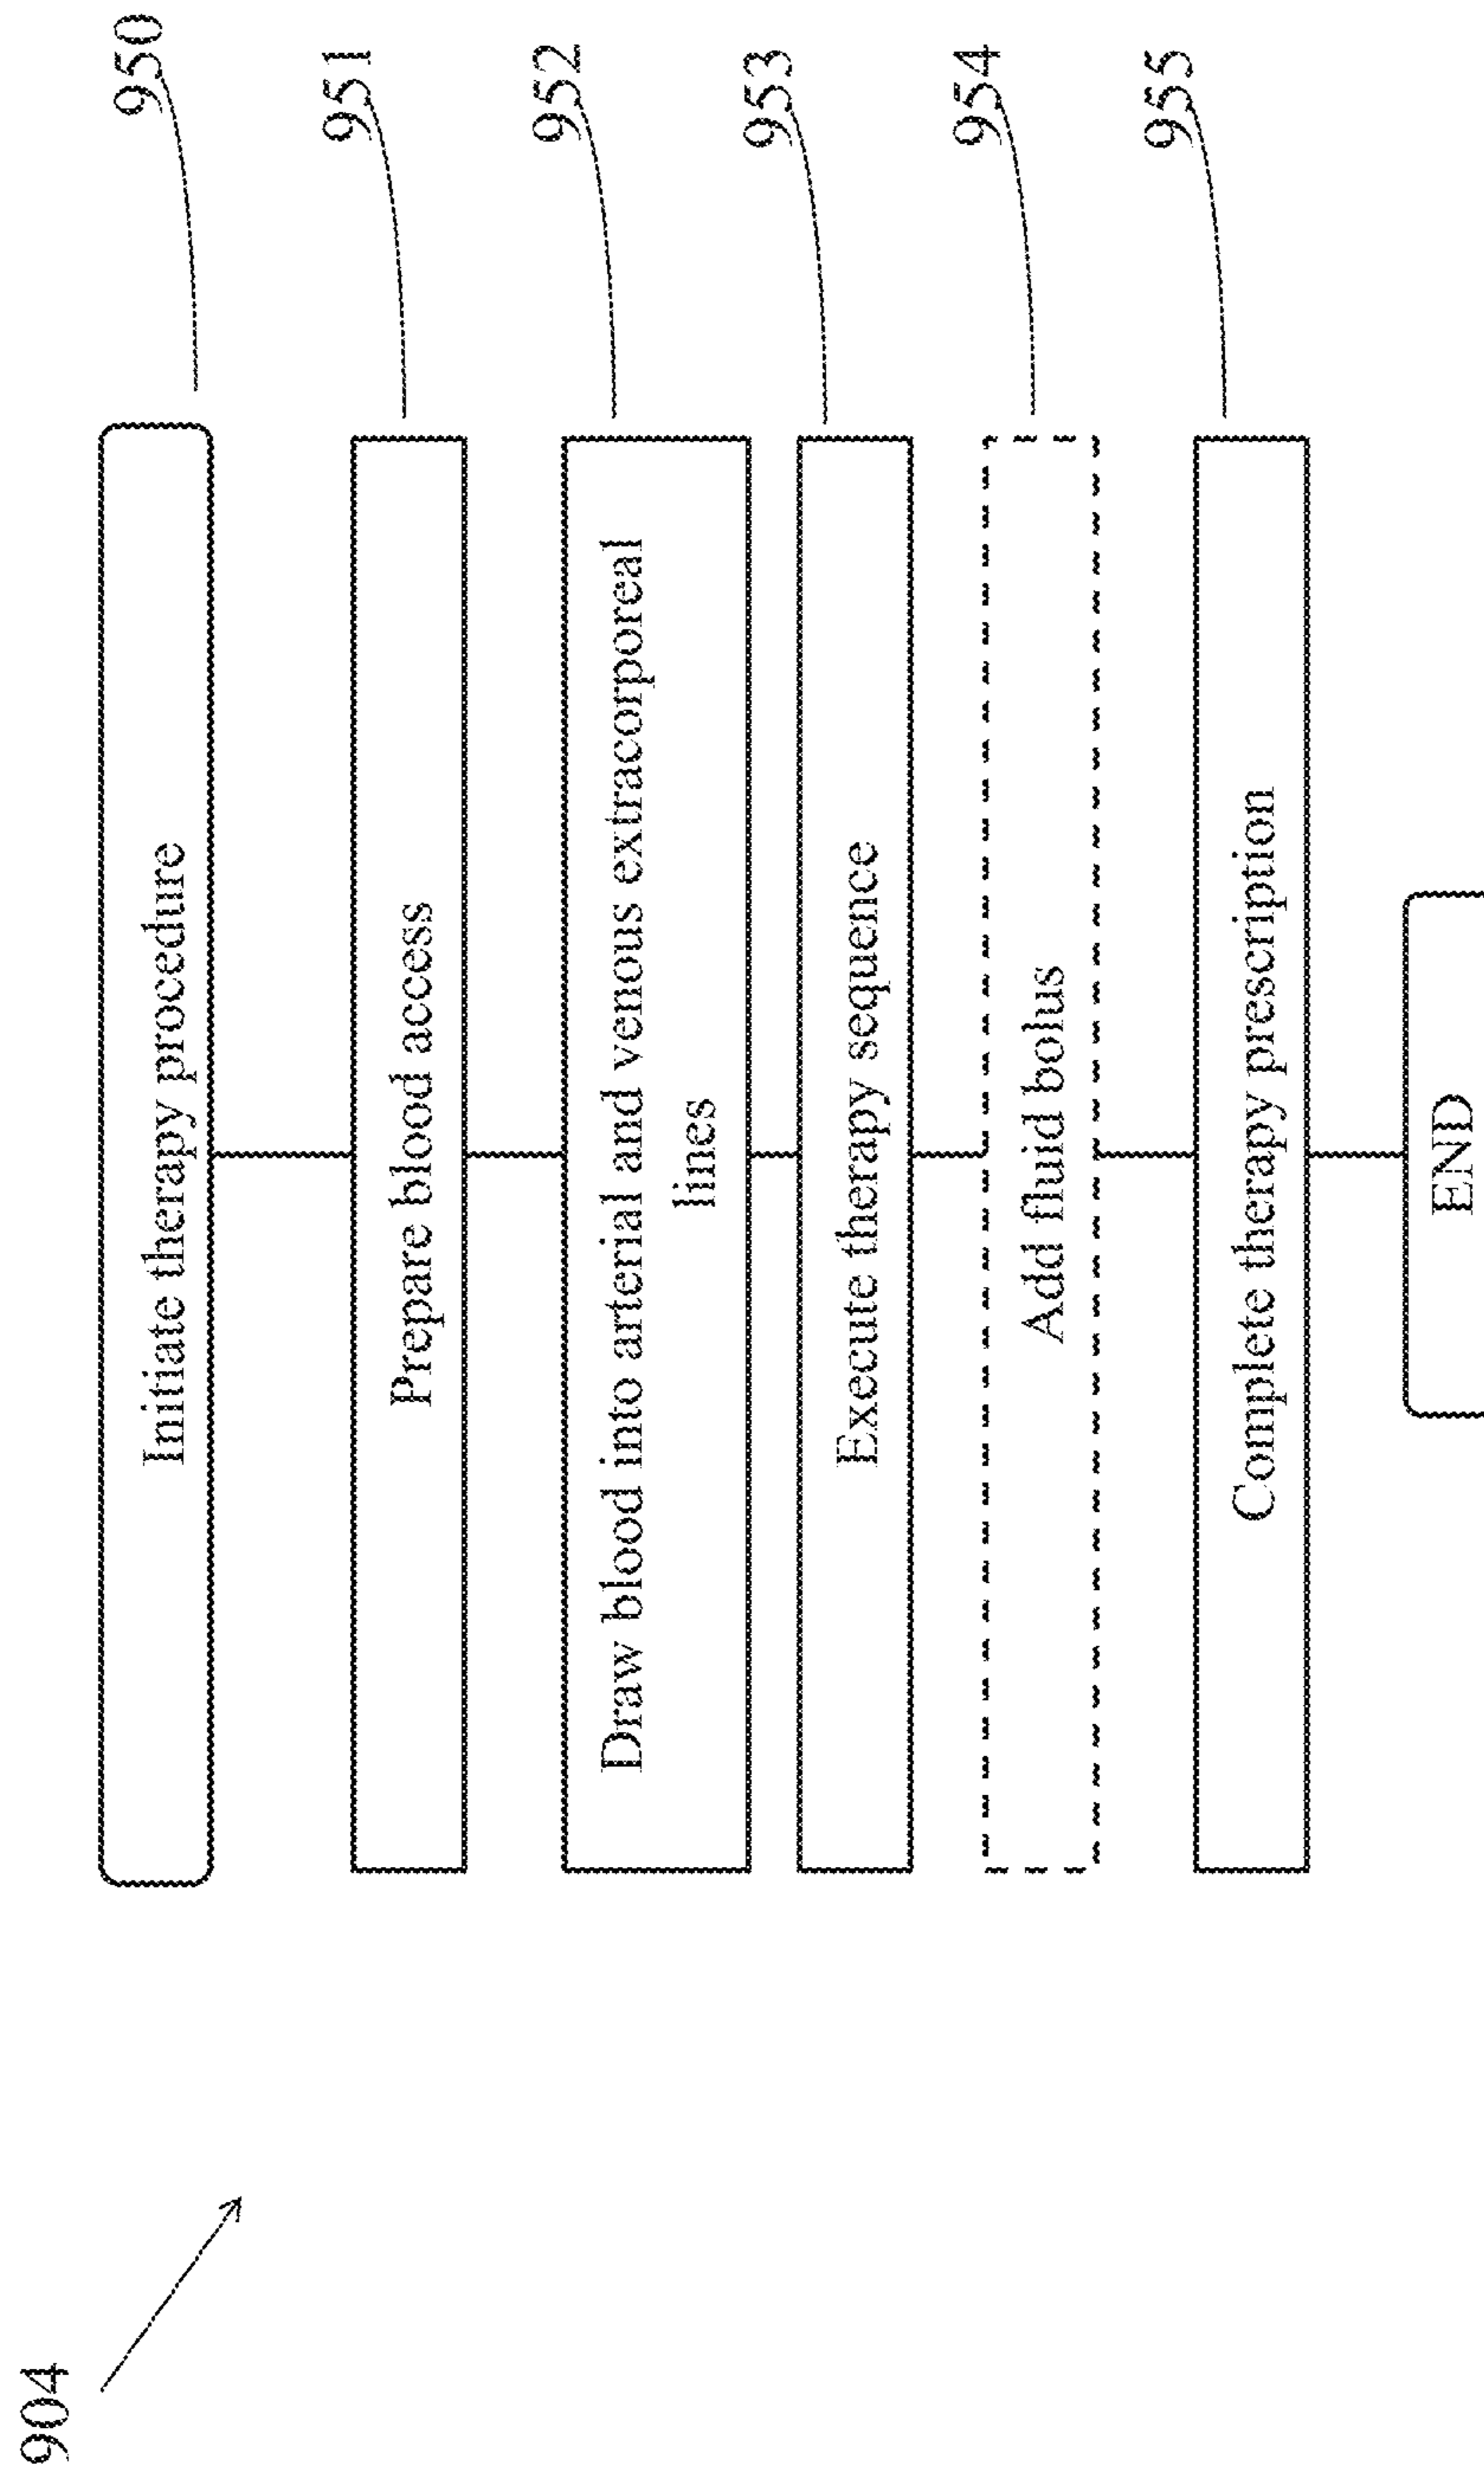 904
Initiate therapy procedure
950
Prepare blood access
951
Draw blood into arterial and venous extracorporeal
lines
952
Execute therapy sequence
953
Add fluid bolus
954
Complete therapy prescription
955
END